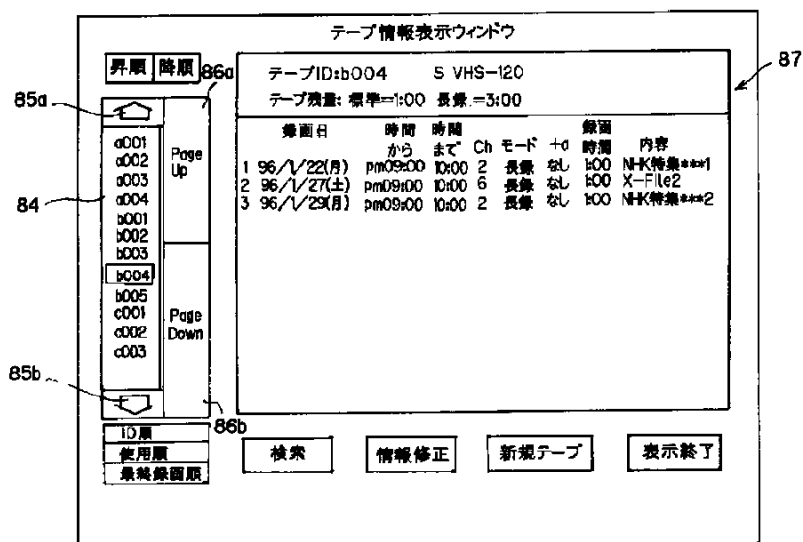 テープ情報表示ウィンドウ
昇順 降順 86a
85a
84
a001
a002
a003
a004
b001
b002
b003
b004
b005
c001
c002
c003
Page Up
Page Down
85b
86b
ID順
使用順
最終録画順
87
テープID:b004 S VHS-120
テープ残量: 標準=1:00 長録.=3:00
録画日 時間から 時間まで Ch モード +α 録画時間 内容
1 96/1/22(月) pm09:00 10:00 2 長録 なし 1:00 NHK特集***1
2 96/1/27(土) pm09:00 10:00 6 長録 なし 1:00 X-File2
3 96/1/29(月) pm09:00 10:00 2 長録 なし 1:00 NHK特集***2
検索 情報修正 新規テープ 表示終了